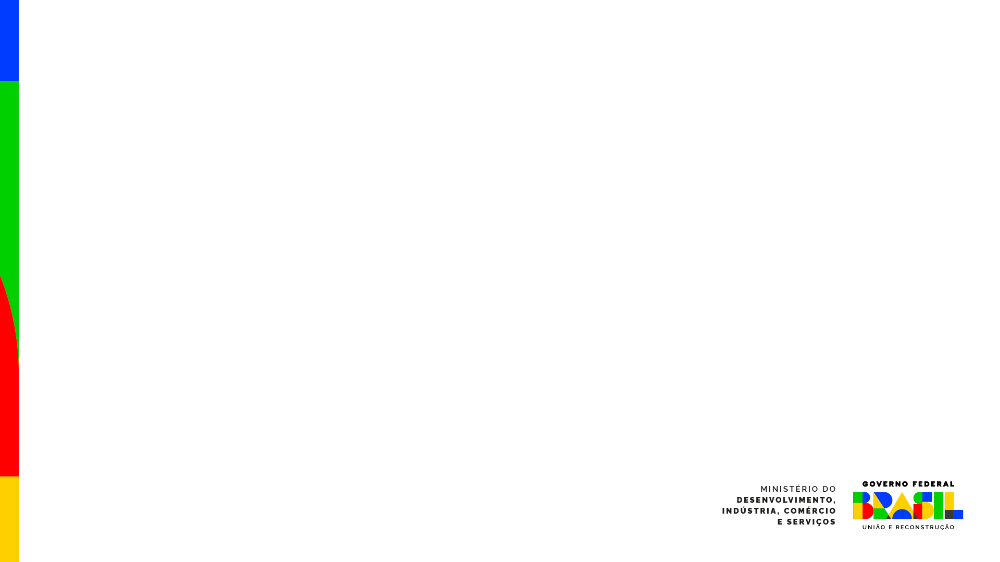 MINISTÉRIO DO
DESENVOLVIMENTO,
INDÚSTRIA, COMÉRCIO
E SERVIÇOS
GOVERNO FEDERAL
BRASIL
UNIÃO E RECONSTRUÇÃO